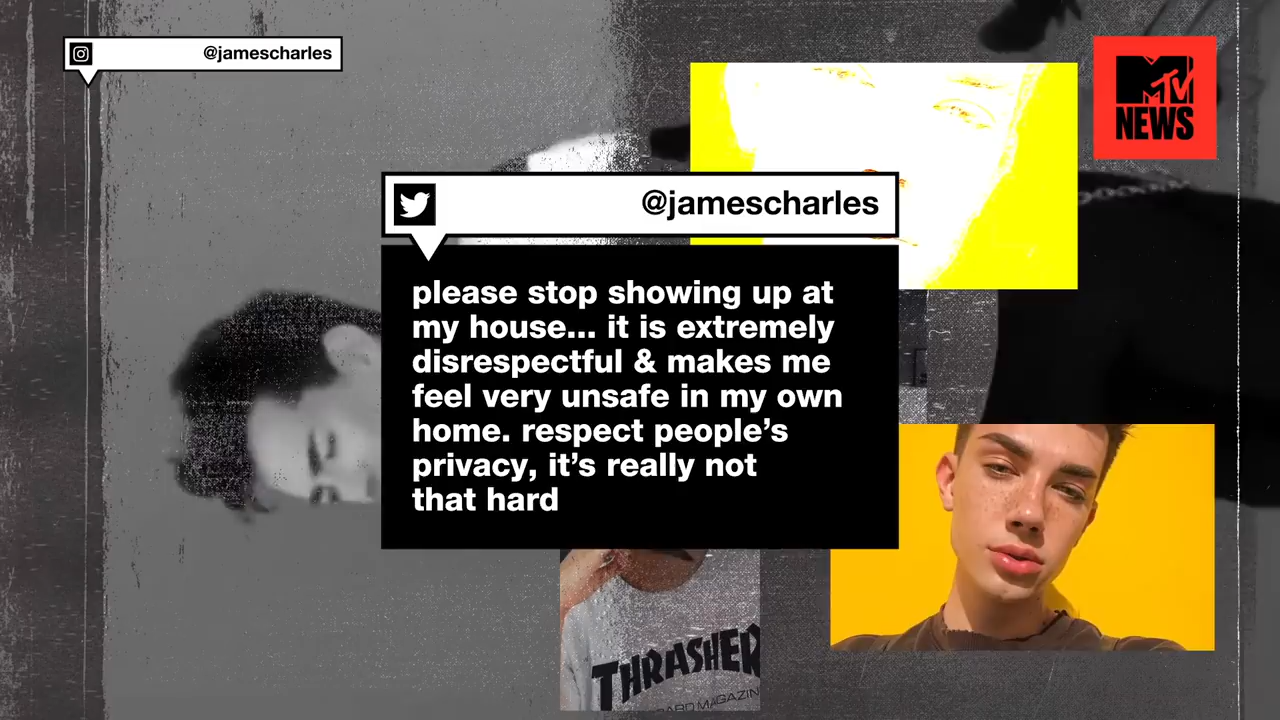 @jamescharles
MTV
NEWS
@jamescharles
please stop showing up at
my house... it is extremely
disrespectful & makes me
feel very unsafe in my own
home. respect people's
privacy, it's really not
that hard
THRASHER